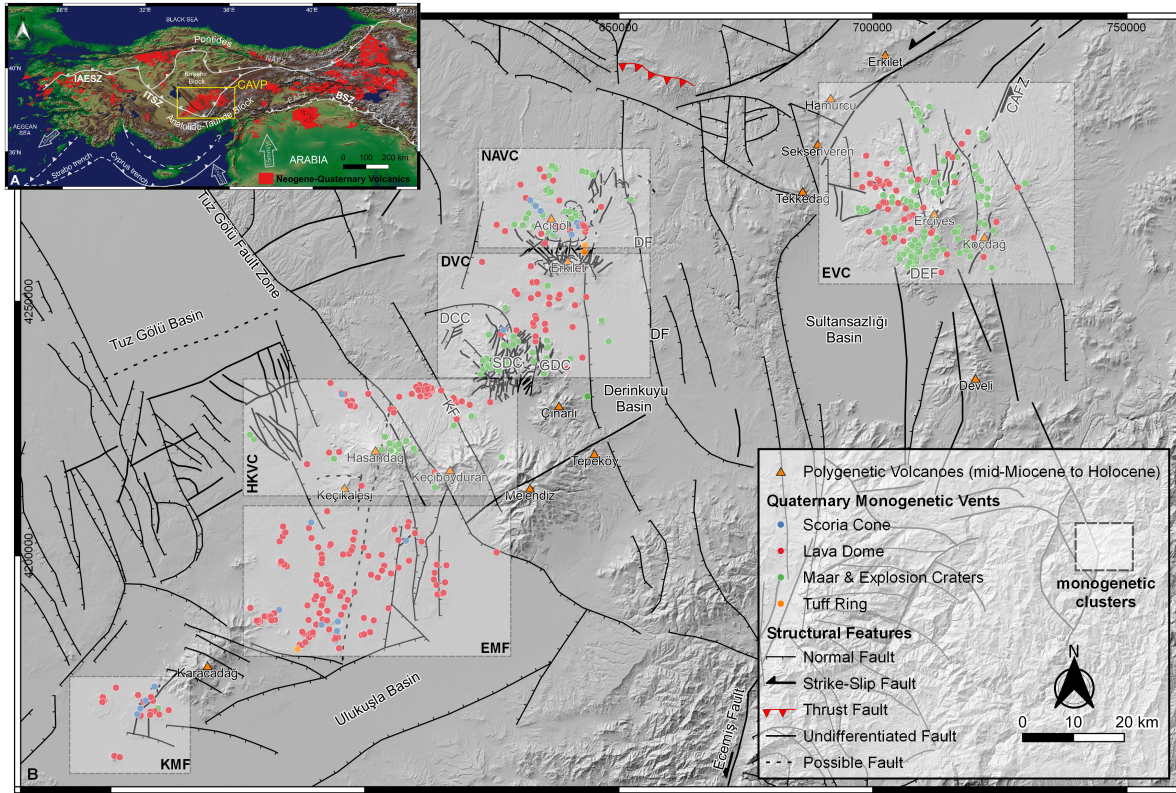 28°E
32°E
36°E
40°E
BLACK SEA
Pontides
NAFZ
40°N
IAESZ
Kırşehir
Block
CAVP
ITSZ
BSZ
Anatolide-Tauride Block
AEGEAN
SEA
36°N
Strabo trench
Cyprus trench
?
ARABIA
0 100 200 km
Neogene-Quaternary Volcanics
A
650000
700000
750000
Erkilet
CAFZ
Hamurcu
Seksenveren
NAVC
Tekkedağ
Tuz Gölü Fault Zone
Acıgöl
Erciyes
Koçdağ
DF
DVC
Erkilet
EVC
DEF
4250000
Tuz Gölü Basin
DCC
DF
Sultansazlığı
Basin
SDC
GDC
Derinkuyu
Basin
Develi
KF
Çınarlı
HKVC
Hasandağ
Keçiboyduran
Tepeköy
Keçikalesi
Melendiz
4200000
EMF
Karacadağ
Ulukuşla Basin
Ecemiş Fault
KMF
B
Polygenetic Volcanoes (mid-Miocene to Holocene)
Quaternary Monogenetic Vents
Scoria Cone
Lava Dome
Maar & Explosion Craters
Tuff Ring
Structural Features
Normal Fault
Strike-Slip Fault
Thrust Fault
Undifferentiated Fault
Possible Fault
monogenetic
clusters
N
0 10 20 km